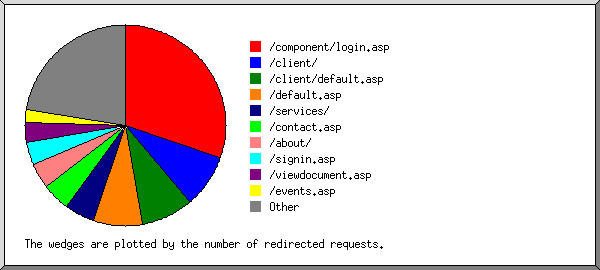 /component/login.asp
/client/
/client/default.asp
/default.asp
/services/
/contact.asp
/about/
/signin.asp
/viewdocument.asp
/events.asp
Other
The wedges are plotted by the number of redirected requests.